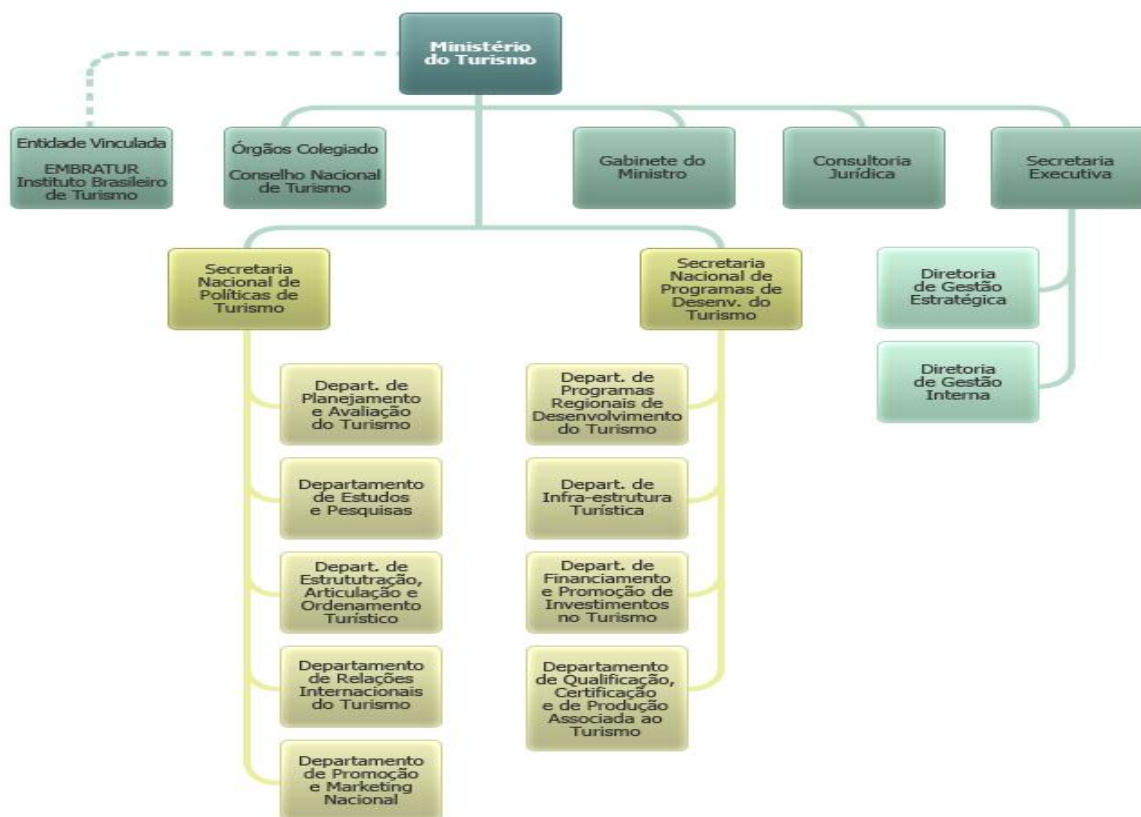 Ministério
do Turismo
Entidade Vinculada
EMBRATUR
Instituto Brasileiro
de Turismo
Órgãos Colegiado
Conselho Nacional
de Turismo
Gabinete do
Ministro
Consultoria
Jurídica
Secretaria
Executiva
Secretaria
Nacional de
Políticas de
Turismo
Secretaria
Nacional de
Programas de
Desenv. do
Turismo
Diretoria
de Gestão
Estratégica
Diretoria
de Gestão
Interna
Depart. de
Planejamento
e Avaliação
do Turismo
Departamento
de Estudos
e Pesquisas
Depart. de
Estrututração,
Articulação e
Ordenamento
Turístico
Departamento
de Relações
Internacionais
do Turismo
Departamento
de Promoção
e Marketing
Nacional
Depart. de
Programas
Regionais de
Desenvolvimento
do Turismo
Depart. de
Infra-estrutura
Turística
Depart. de
Financiamento
e Promoção de
Investimentos
no Turismo
Departamento
de Qualificação,
Certificação
e de Produção
Associada ao
Turismo